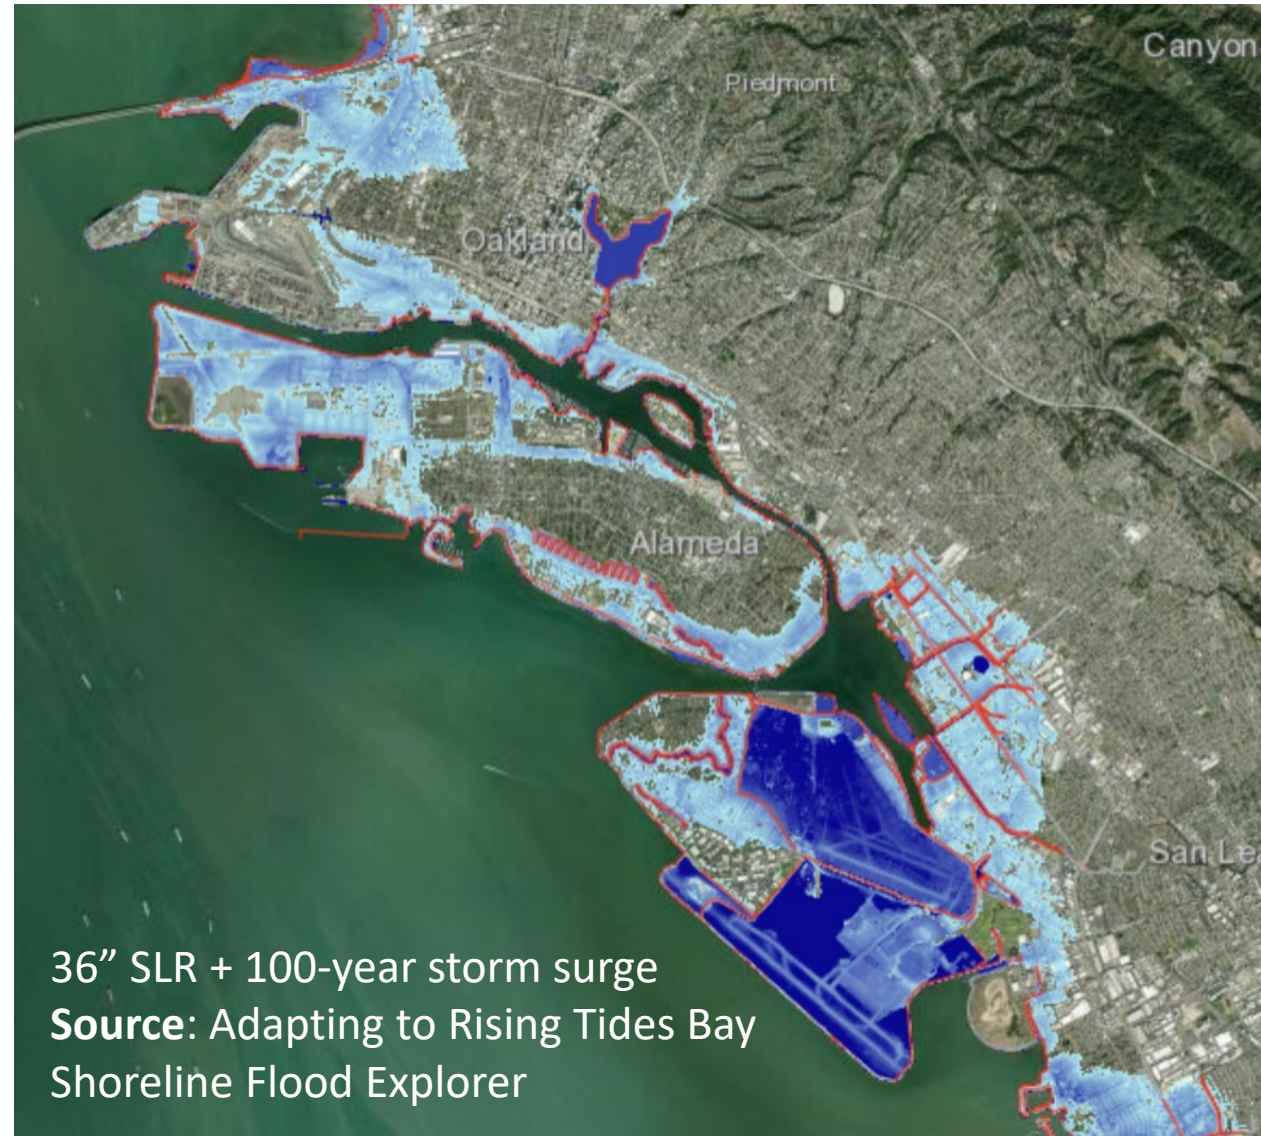 Canyon
Piedmont
Oakland
Alameda
San Lea
36” SLR + 100-year storm surge
Source: Adapting to Rising Tides Bay
Shoreline Flood Explorer